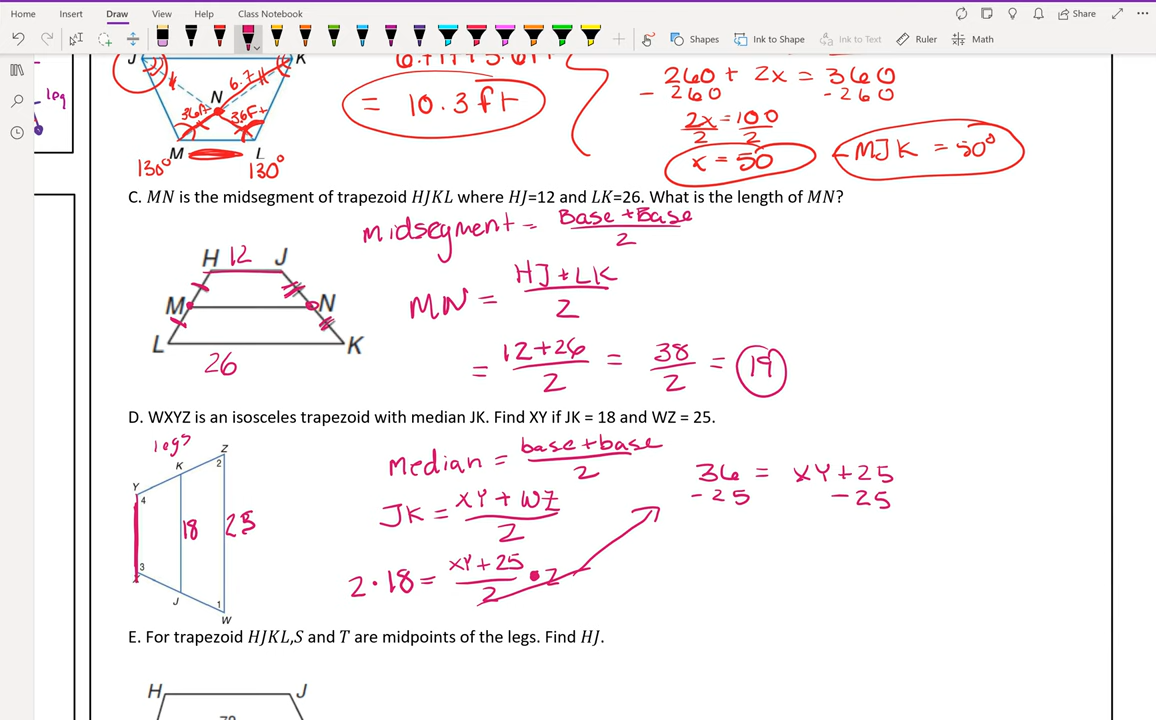 Home Insert Draw View Help Class Notebook Share
Shapes Ink to Shape Ink to Text Ruler Math
leg
J K
6.7 ft
N
3.6ft 3.6Ft
M L
130° 130°
= 10.3ft
260 + 2x = 360
- 260 -260
2x = 100
2 2
x = 50
∠MJK = 50°
C. MN is the midsegment of trapezoid HJKL where HJ=12 and LK=26. What is the length of MN?
midsegment = Base + Base
2
H 12 J
M N
L K
26
MN = HJ + LK
2
= 12+26 = 38 = 19
2 2
D. WXYZ is an isosceles trapezoid with median JK. Find XY if JK = 18 and WZ = 25.
legs
Z
K 2
Y
4
18 25
3
J 1
W
Median = base + base
2
JK = XY + WZ
2
2 · 18 = XY + 25 · 2
2
36 = XY + 25
-25 -25
E. For trapezoid HJKL,S and T are midpoints of the legs. Find HJ.
H J